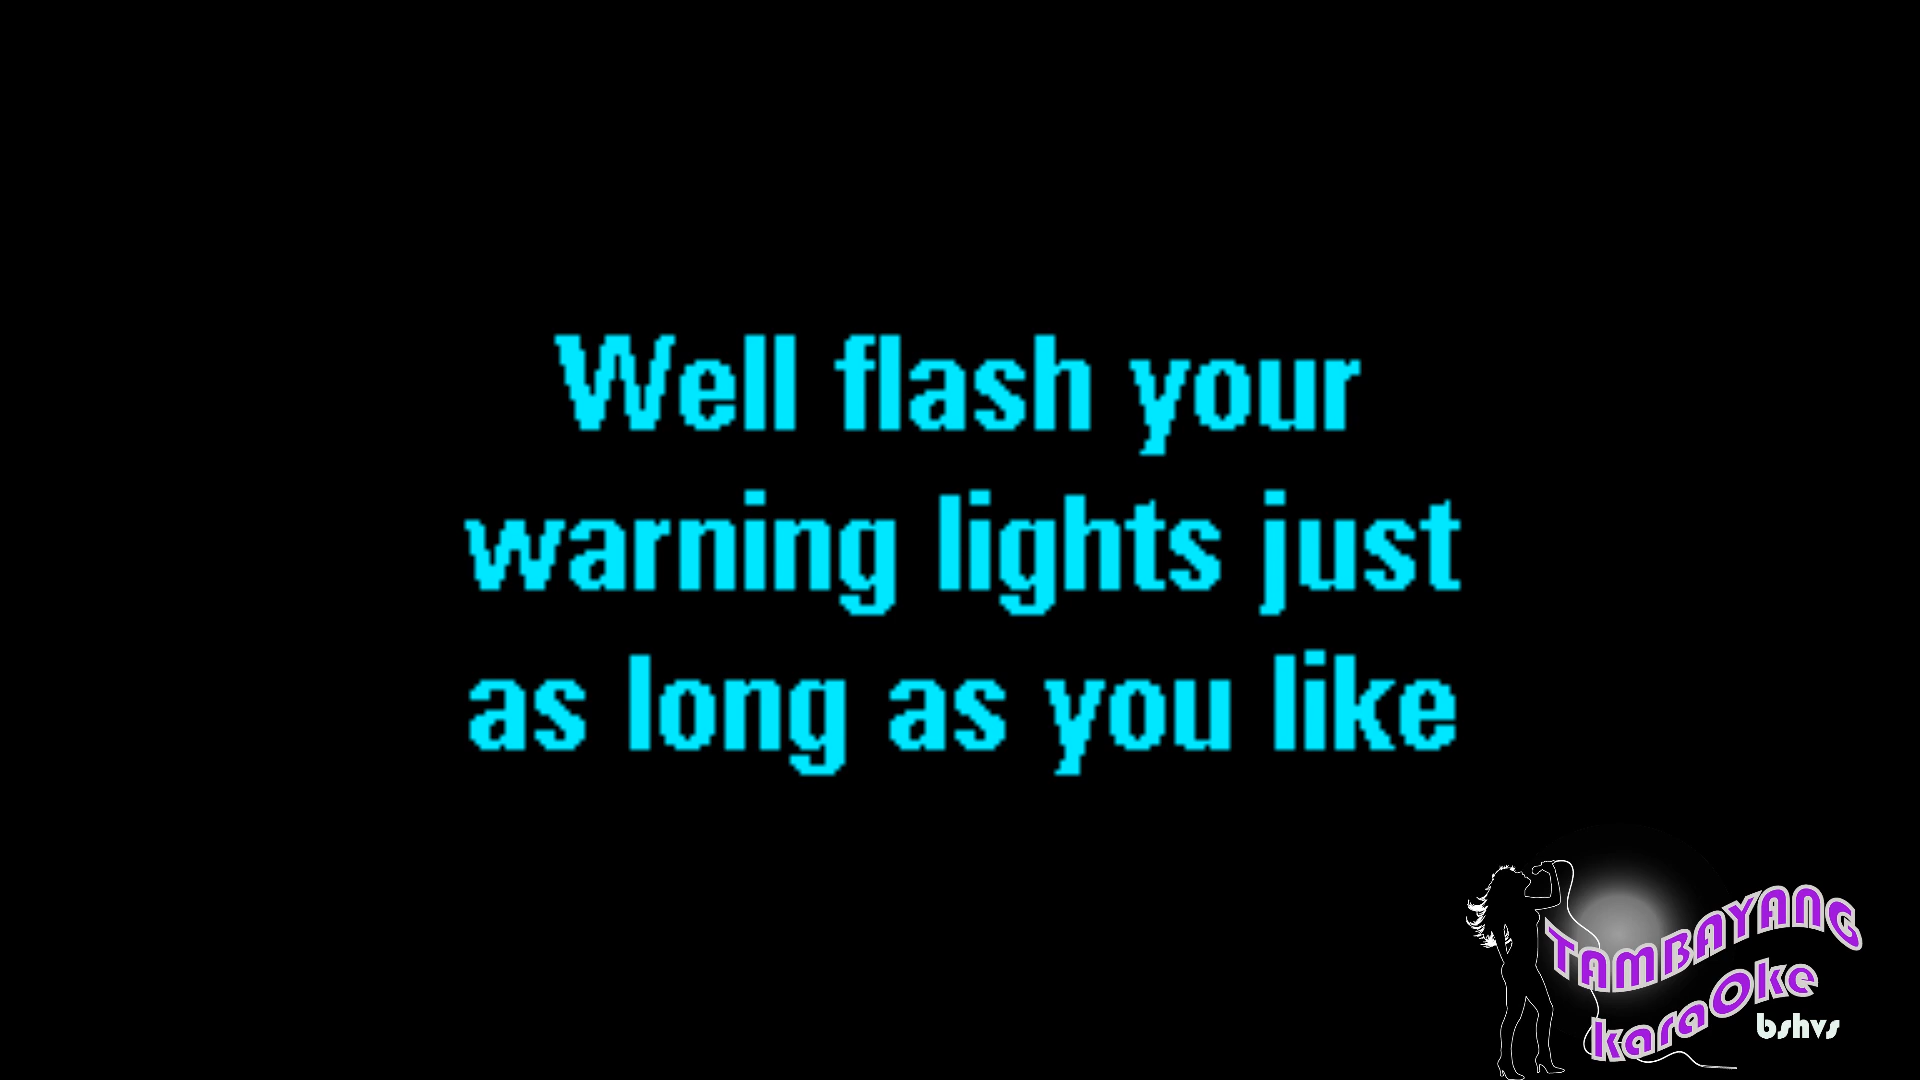 Well flash your
warning lights just
as long as you like
TAMBAYANG
karaOke
bshvs